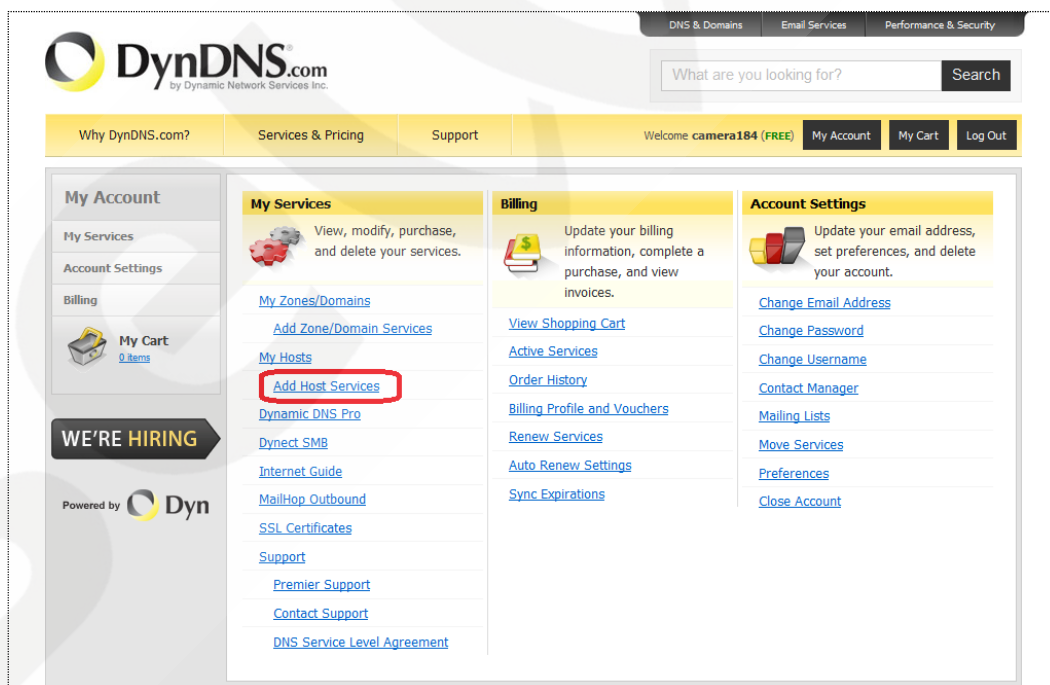 DNS & Domains Email Services Performance & Security
DynDNS.com
by Dynamic Network Services Inc.
What are you looking for? Search
Why DynDNS.com? Services & Pricing Support Welcome camera184 (FREE) My Account My Cart Log Out
My Account
My Services
Account Settings
Billing
My Cart
0 items
WE'RE HIRING
Powered by Dyn
My Services
View, modify, purchase,
and delete your services.
My Zones/Domains
Add Zone/Domain Services
My Hosts
Add Host Services
Dynamic DNS Pro
Dynect SMB
Internet Guide
MailHop Outbound
SSL Certificates
Support
Premier Support
Contact Support
DNS Service Level Agreement
Billing
Update your billing
information, complete a
purchase, and view
invoices.
View Shopping Cart
Active Services
Order History
Billing Profile and Vouchers
Renew Services
Auto Renew Settings
Sync Expirations
Account Settings
Update your email address,
set preferences, and delete
your account.
Change Email Address
Change Password
Change Username
Contact Manager
Mailing Lists
Move Services
Preferences
Close Account